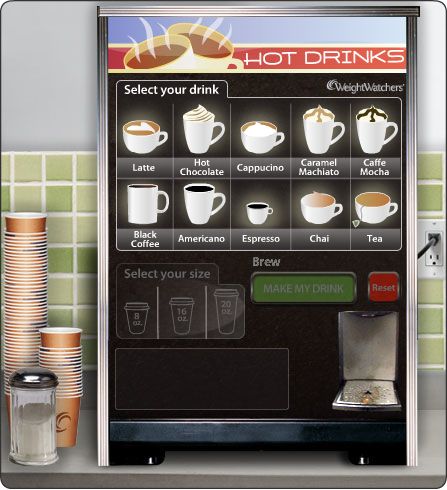 HOT DRINKS
Select your drink
WeightWatchers®
Latte
Hot
Chocolate
Cappucino
Caramel
Machiato
Caffe
Mocha
Black
Coffee
Americano
Espresso
Chai
Tea
Select your size
8
oz.
16
oz.
20
oz.
Brew
MAKE MY DRINK
Reset